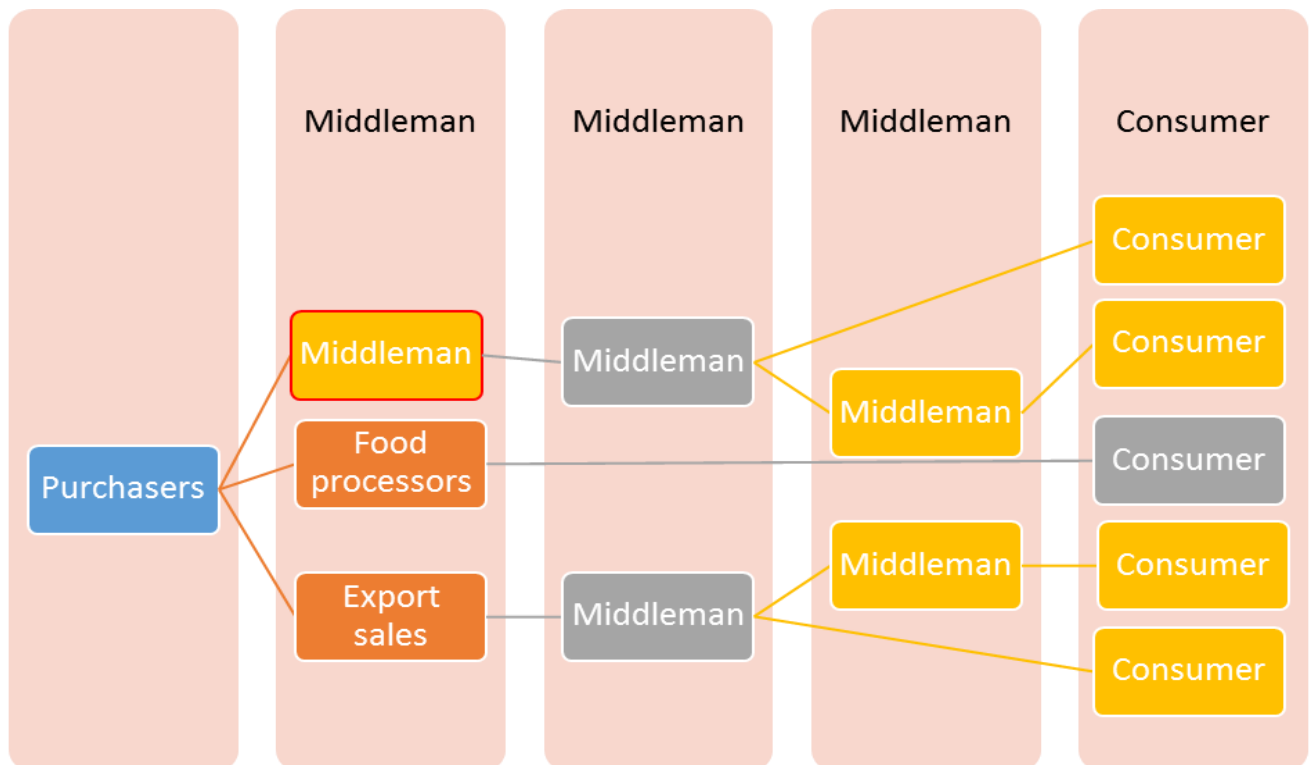 Middleman
Middleman
Middleman
Consumer
Consumer
Middleman
Middleman
Consumer
Middleman
Purchasers
Food
processors
Consumer
Export
sales
Middleman
Middleman
Consumer
Consumer